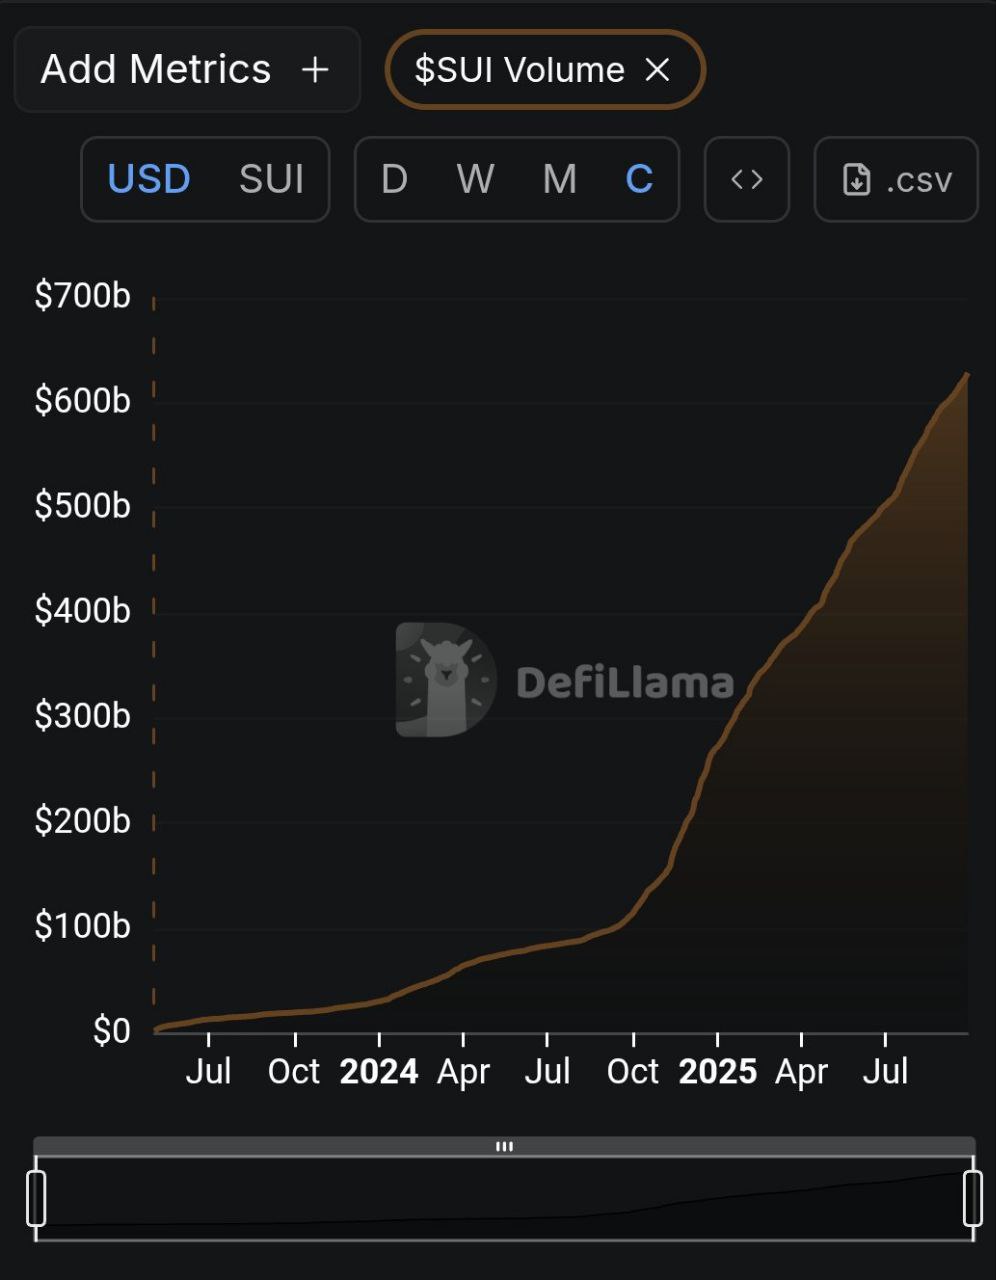 Add Metrics + $SUI Volume ×
USD SUI D W M C <> .csv
$700b
$600b
$500b
$400b
DefiLlama
$300b
$200b
$100b
$0
Jul Oct 2024 Apr Jul Oct 2025 Apr Jul